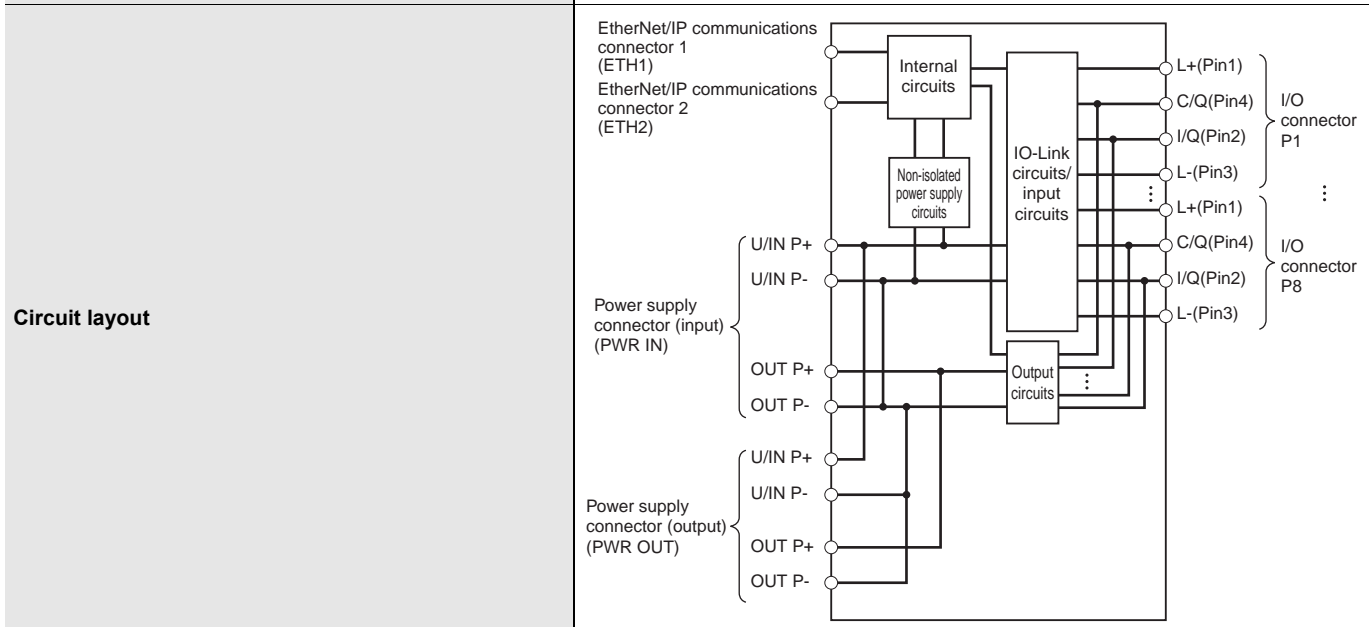 Circuit layout
EtherNet/IP communications
connector 1
(ETH1)
EtherNet/IP communications
connector 2
(ETH2)
Internal
circuits
Non-isolated
power supply
circuits
IO-Link
circuits/
input
circuits
Output
circuits
Power supply
connector (input)
(PWR IN)
U/IN P+
U/IN P-
OUT P+
OUT P-
Power supply
connector (output)
(PWR OUT)
U/IN P+
U/IN P-
OUT P+
OUT P-
L+(Pin1)
C/Q(Pin4)
I/Q(Pin2)
L-(Pin3)
I/O
connector
P1
L+(Pin1)
C/Q(Pin4)
I/Q(Pin2)
L-(Pin3)
I/O
connector
P8